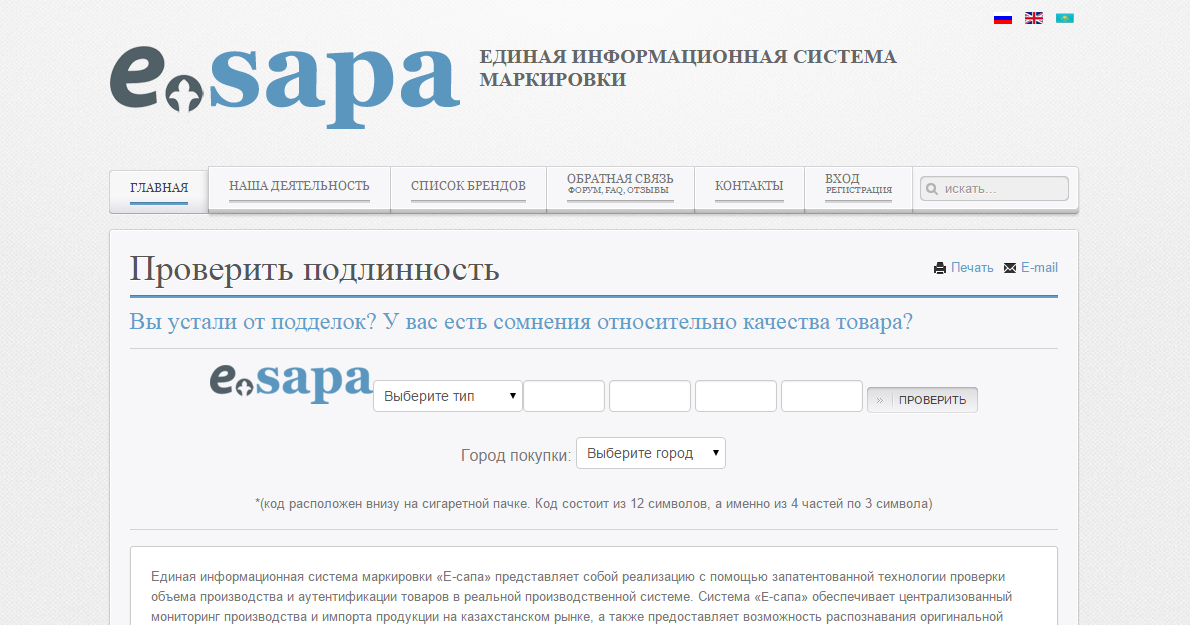 e.sapa
ЕДИНАЯ ИНФОРМАЦИОННАЯ СИСТЕМА
МАРКИРОВКИ
ГЛАВНАЯ
НАША ДЕЯТЕЛЬНОСТЬ
СПИСОК БРЕНДОВ
ОБРАТНАЯ СВЯЗЬ
ФОРУМ, FAQ, ОТЗЫВЫ
КОНТАКТЫ
ВХОД
РЕГИСТРАЦИЯ
искать...
Проверить подлинность
Печать
E-mail
Вы устали от подделок? У вас есть сомнения относительно качества товара?
e.sapa
Выберите тип
» ПРОВЕРИТЬ
Город покупки: Выберите город
*(код расположен внизу на сигаретной пачке. Код состоит из 12 символов, а именно из 4 частей по 3 символа)
Единая информационная система маркировки «Е-сапа» представляет собой реализацию с помощью запатентованной технологии проверки
объема производства и аутентификации товаров в реальной производственной системе. Система «Е-сапа» обеспечивает централизованный
мониторинг производства и импорта продукции на казахстанском рынке, а также предоставляет возможность распознавания оригинальной